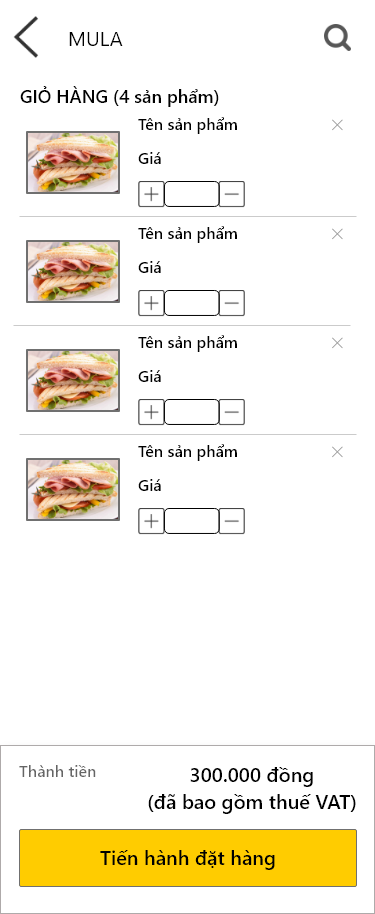 MULA
GIỎ HÀNG (4 sản phẩm)
Tên sản phẩm
Giá
Tên sản phẩm
Giá
Tên sản phẩm
Giá
Tên sản phẩm
Giá
Thành tiền
300.000 đồng
(đã bao gồm thuế VAT)
Tiến hành đặt hàng